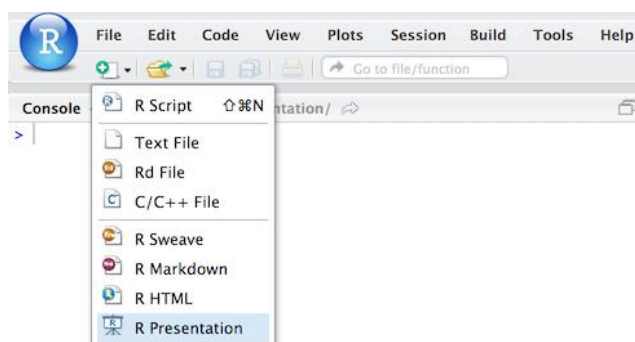 R
File Edit Code View Plots Session Build Tools Help
Go to file/function
Console ntation/
R Script ⇧⌘N
>
Text File
Rd File
C/C++ File
R Sweave
R Markdown
R HTML
R Presentation